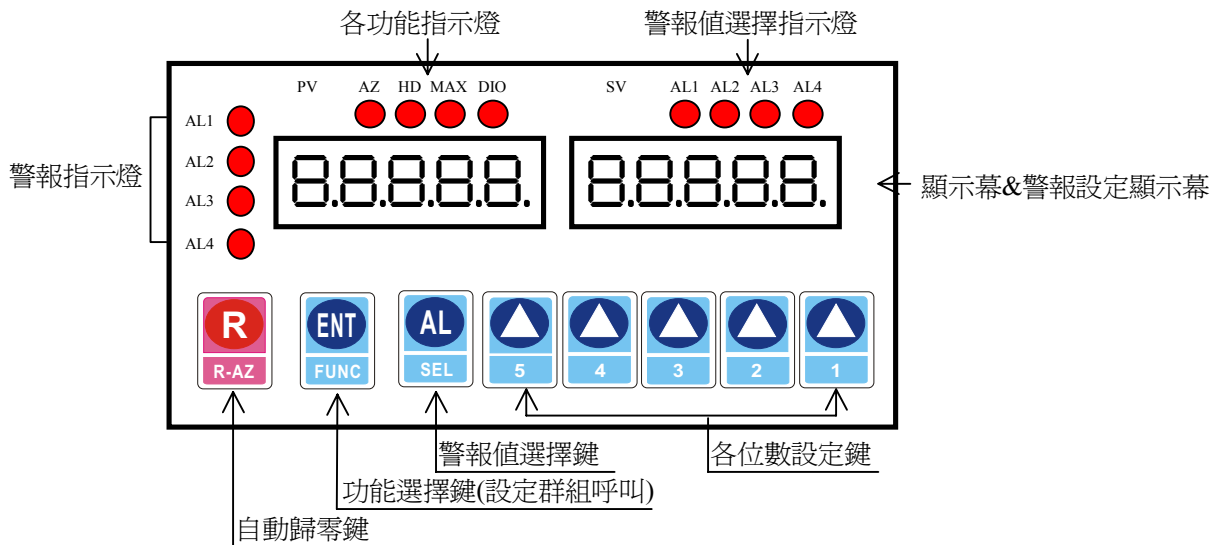 各功能指示燈 警報值選擇指示燈
PV AZ HD MAX DIO SV AL1 AL2 AL3 AL4
AL1
AL2
警報指示燈
AL3
AL4
8.8.8.8.8. 8.8.8.8.8.
顯示幕&警報設定顯示幕
R ENT AL
R-AZ FUNC SEL 5 4 3 2 1
警報值選擇鍵 各位數設定鍵
功能選擇鍵(設定群組呼叫)
自動歸零鍵